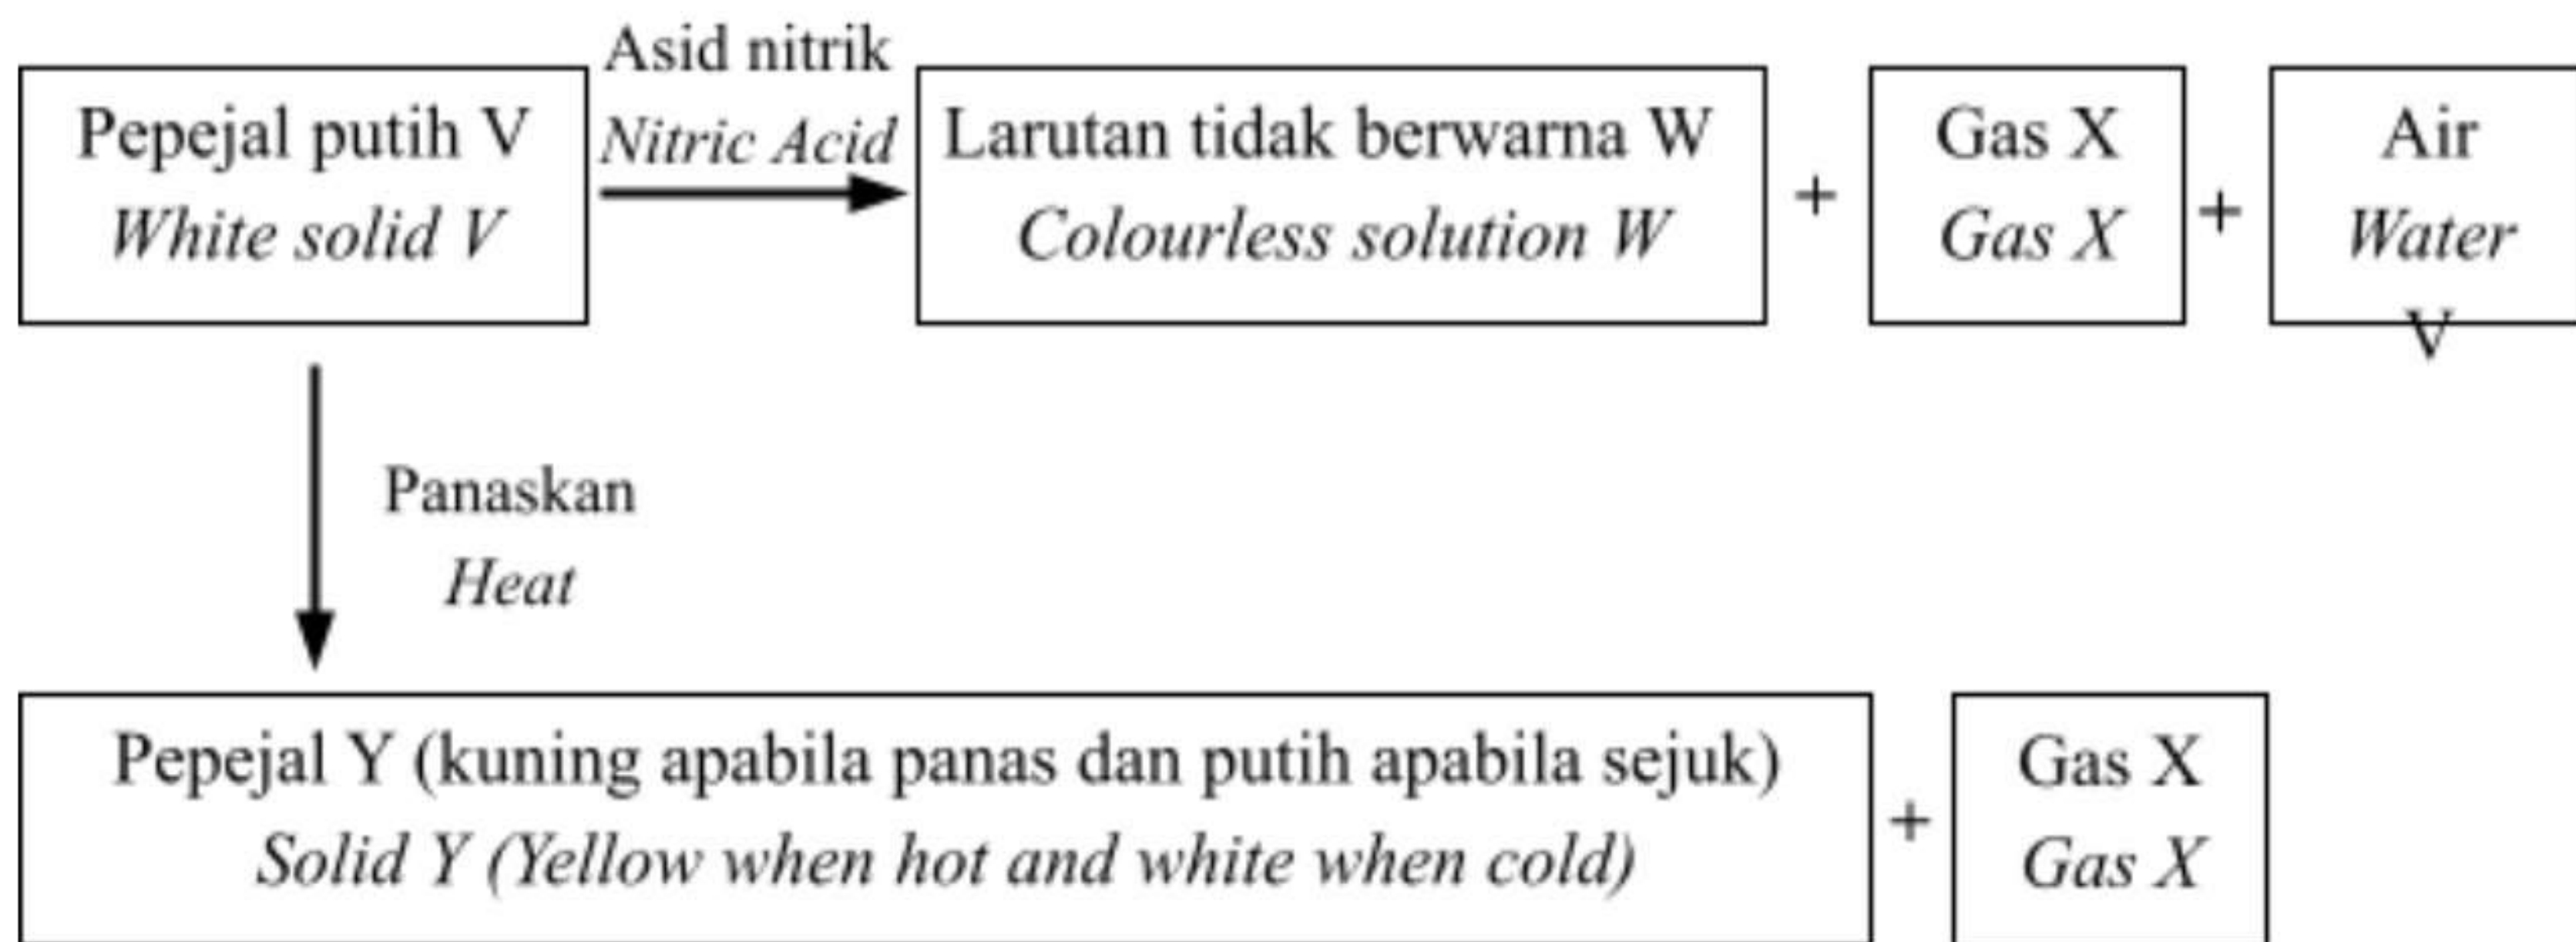 Asid nitrik
Nitric Acid
Pepejal putih V
White solid V
Larutan tidak berwarna W
Colourless solution W
+
Gas X
Gas X
+
Air
Water
V
Panaskan
Heat
Pepejal Y (kuning apabila panas dan putih apabila sejuk)
Solid Y (Yellow when hot and white when cold)
+
Gas X
Gas X